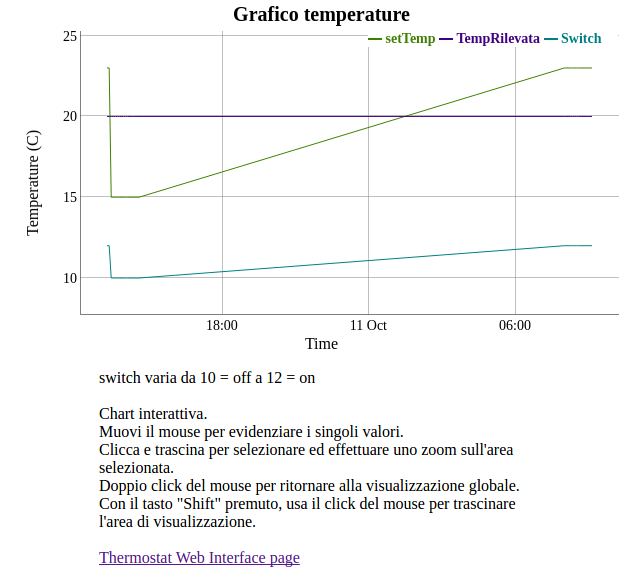 Grafico temperature
setTemp TempRilevata Switch
25
20
15
10
Temperature (C)
18:00 11 Oct 06:00
Time
switch varia da 10 = off a 12 = on
Chart interattiva.
Muovi il mouse per evidenziare i singoli valori.
Clicca e trascina per selezionare ed effettuare uno zoom sull'area
selezionata.
Doppio click del mouse per ritornare alla visualizzazione globale.
Con il tasto "Shift" premuto, usa il click del mouse per trascinare
l'area di visualizzazione.
Thermostat Web Interface page